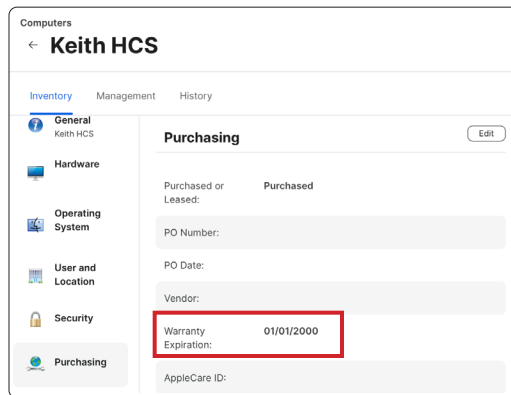 Computers
← Keith HCS
Inventory Management History
General
Keith HCS
Hardware
Operating
System
User and
Location
Security
Purchasing
Purchasing
Edit
Purchased or
Leased:
Purchased
PO Number:
PO Date:
Vendor:
Warranty
Expiration:
01/01/2000
AppleCare ID: